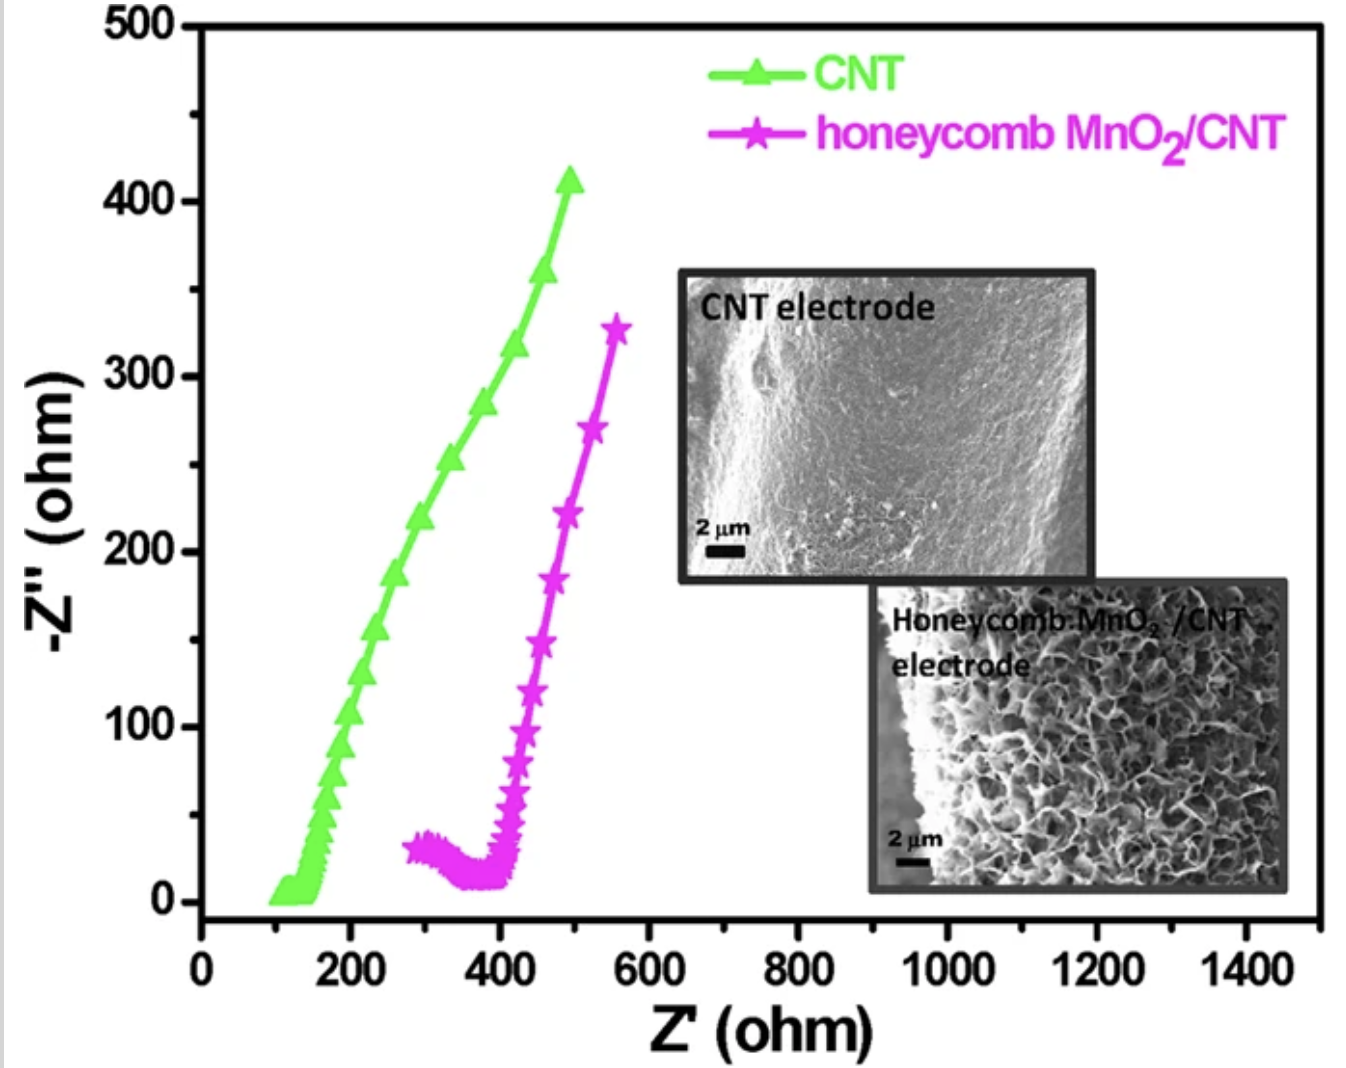 500
400
300
200
100
0
-Z'' (ohm)
CNT
honeycomb MnO₂/CNT
CNT electrode
2 μm
Honeycomb MnO₂ /CNT
electrode
2 μm
0 200 400 600 800 1000 1200 1400
Z' (ohm)